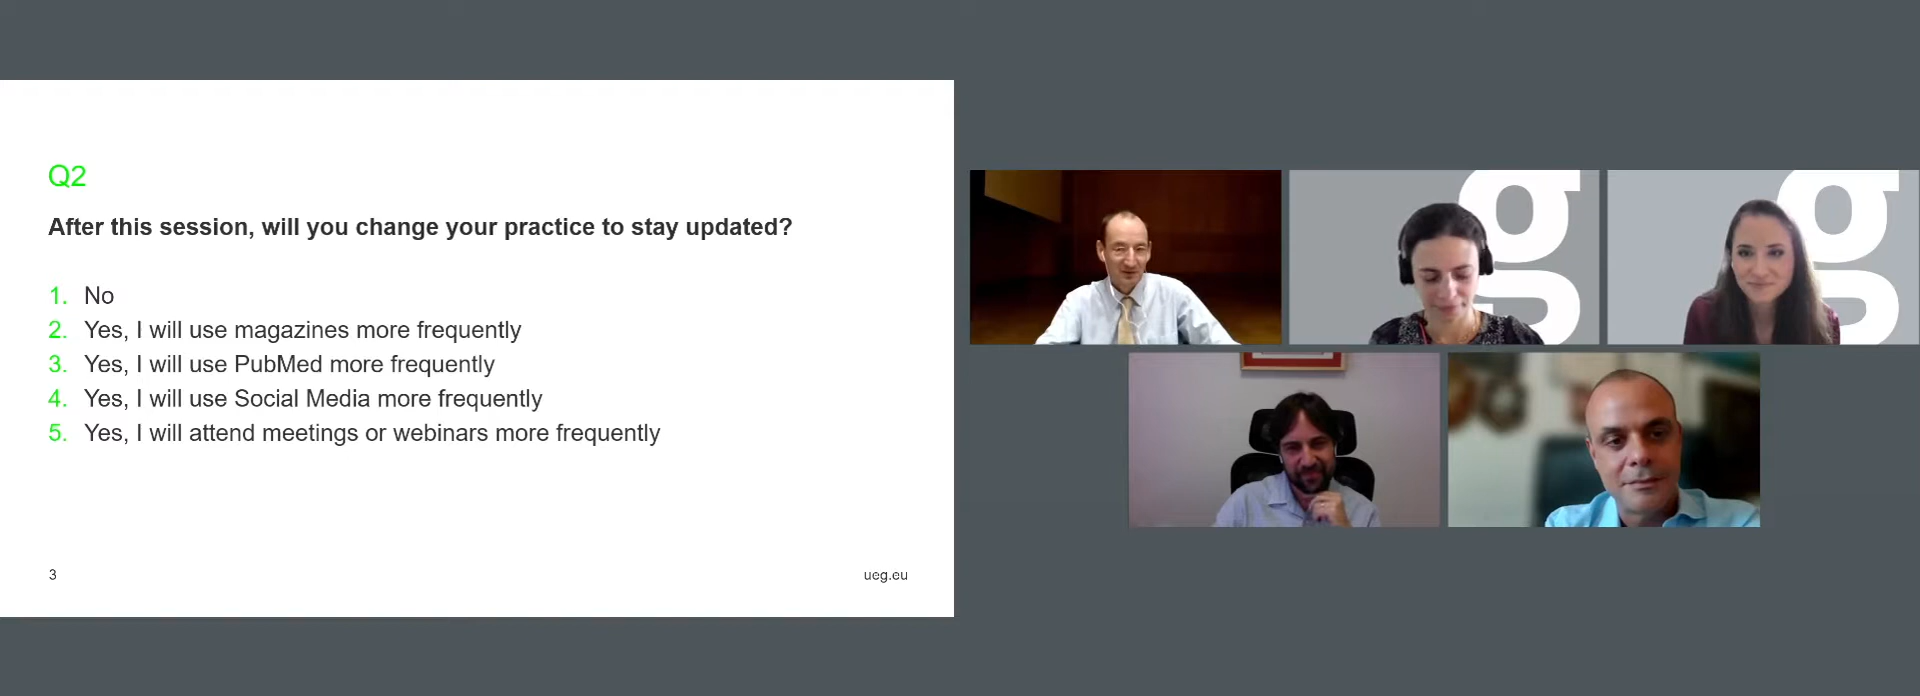 Q2
After this session, will you change your practice to stay updated?
1. No
2. Yes, I will use magazines more frequently
3. Yes, I will use PubMed more frequently
4. Yes, I will use Social Media more frequently
5. Yes, I will attend meetings or webinars more frequently
3
ueg.eu
g
g